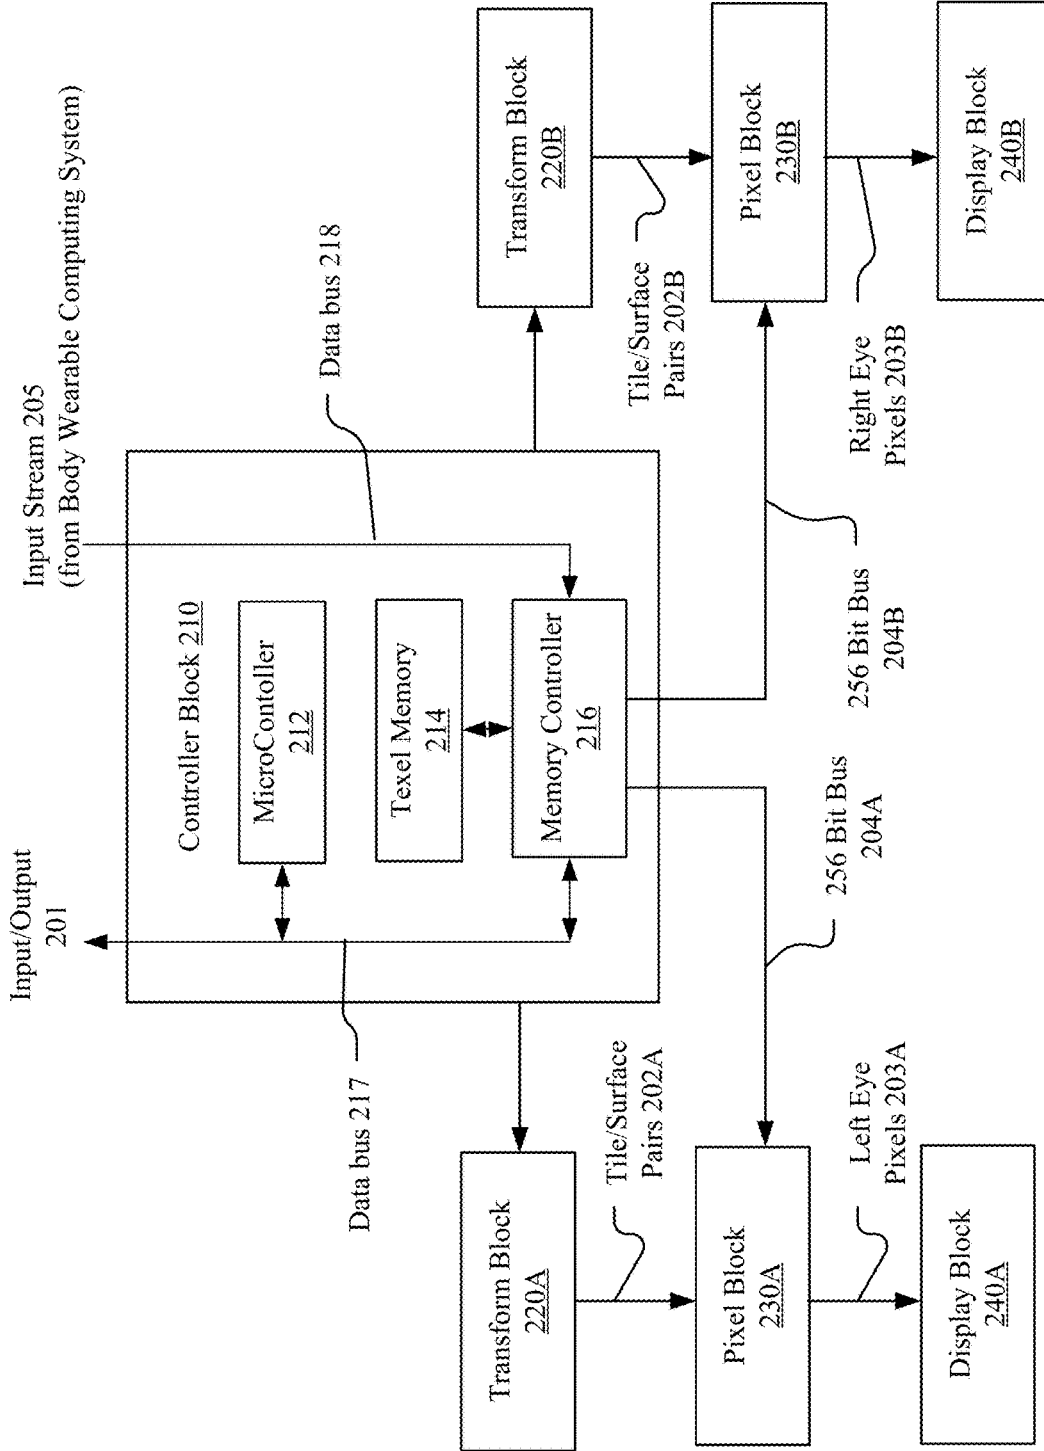 Input/Output
201
Input Stream 205
(from Body Wearable Computing System)
Controller Block 210
Data bus 217
Data bus 218
MicroContoller
212
Texel Memory
214
Memory Controller
216
Transform Block
220A
Transform Block
220B
Tile/Surface
Pairs 202A
Tile/Surface
Pairs 202B
Pixel Block
230A
Pixel Block
230B
256 Bit Bus
204A
256 Bit Bus
204B
Left Eye
Pixels 203A
Right Eye
Pixels 203B
Display Block
240A
Display Block
240B